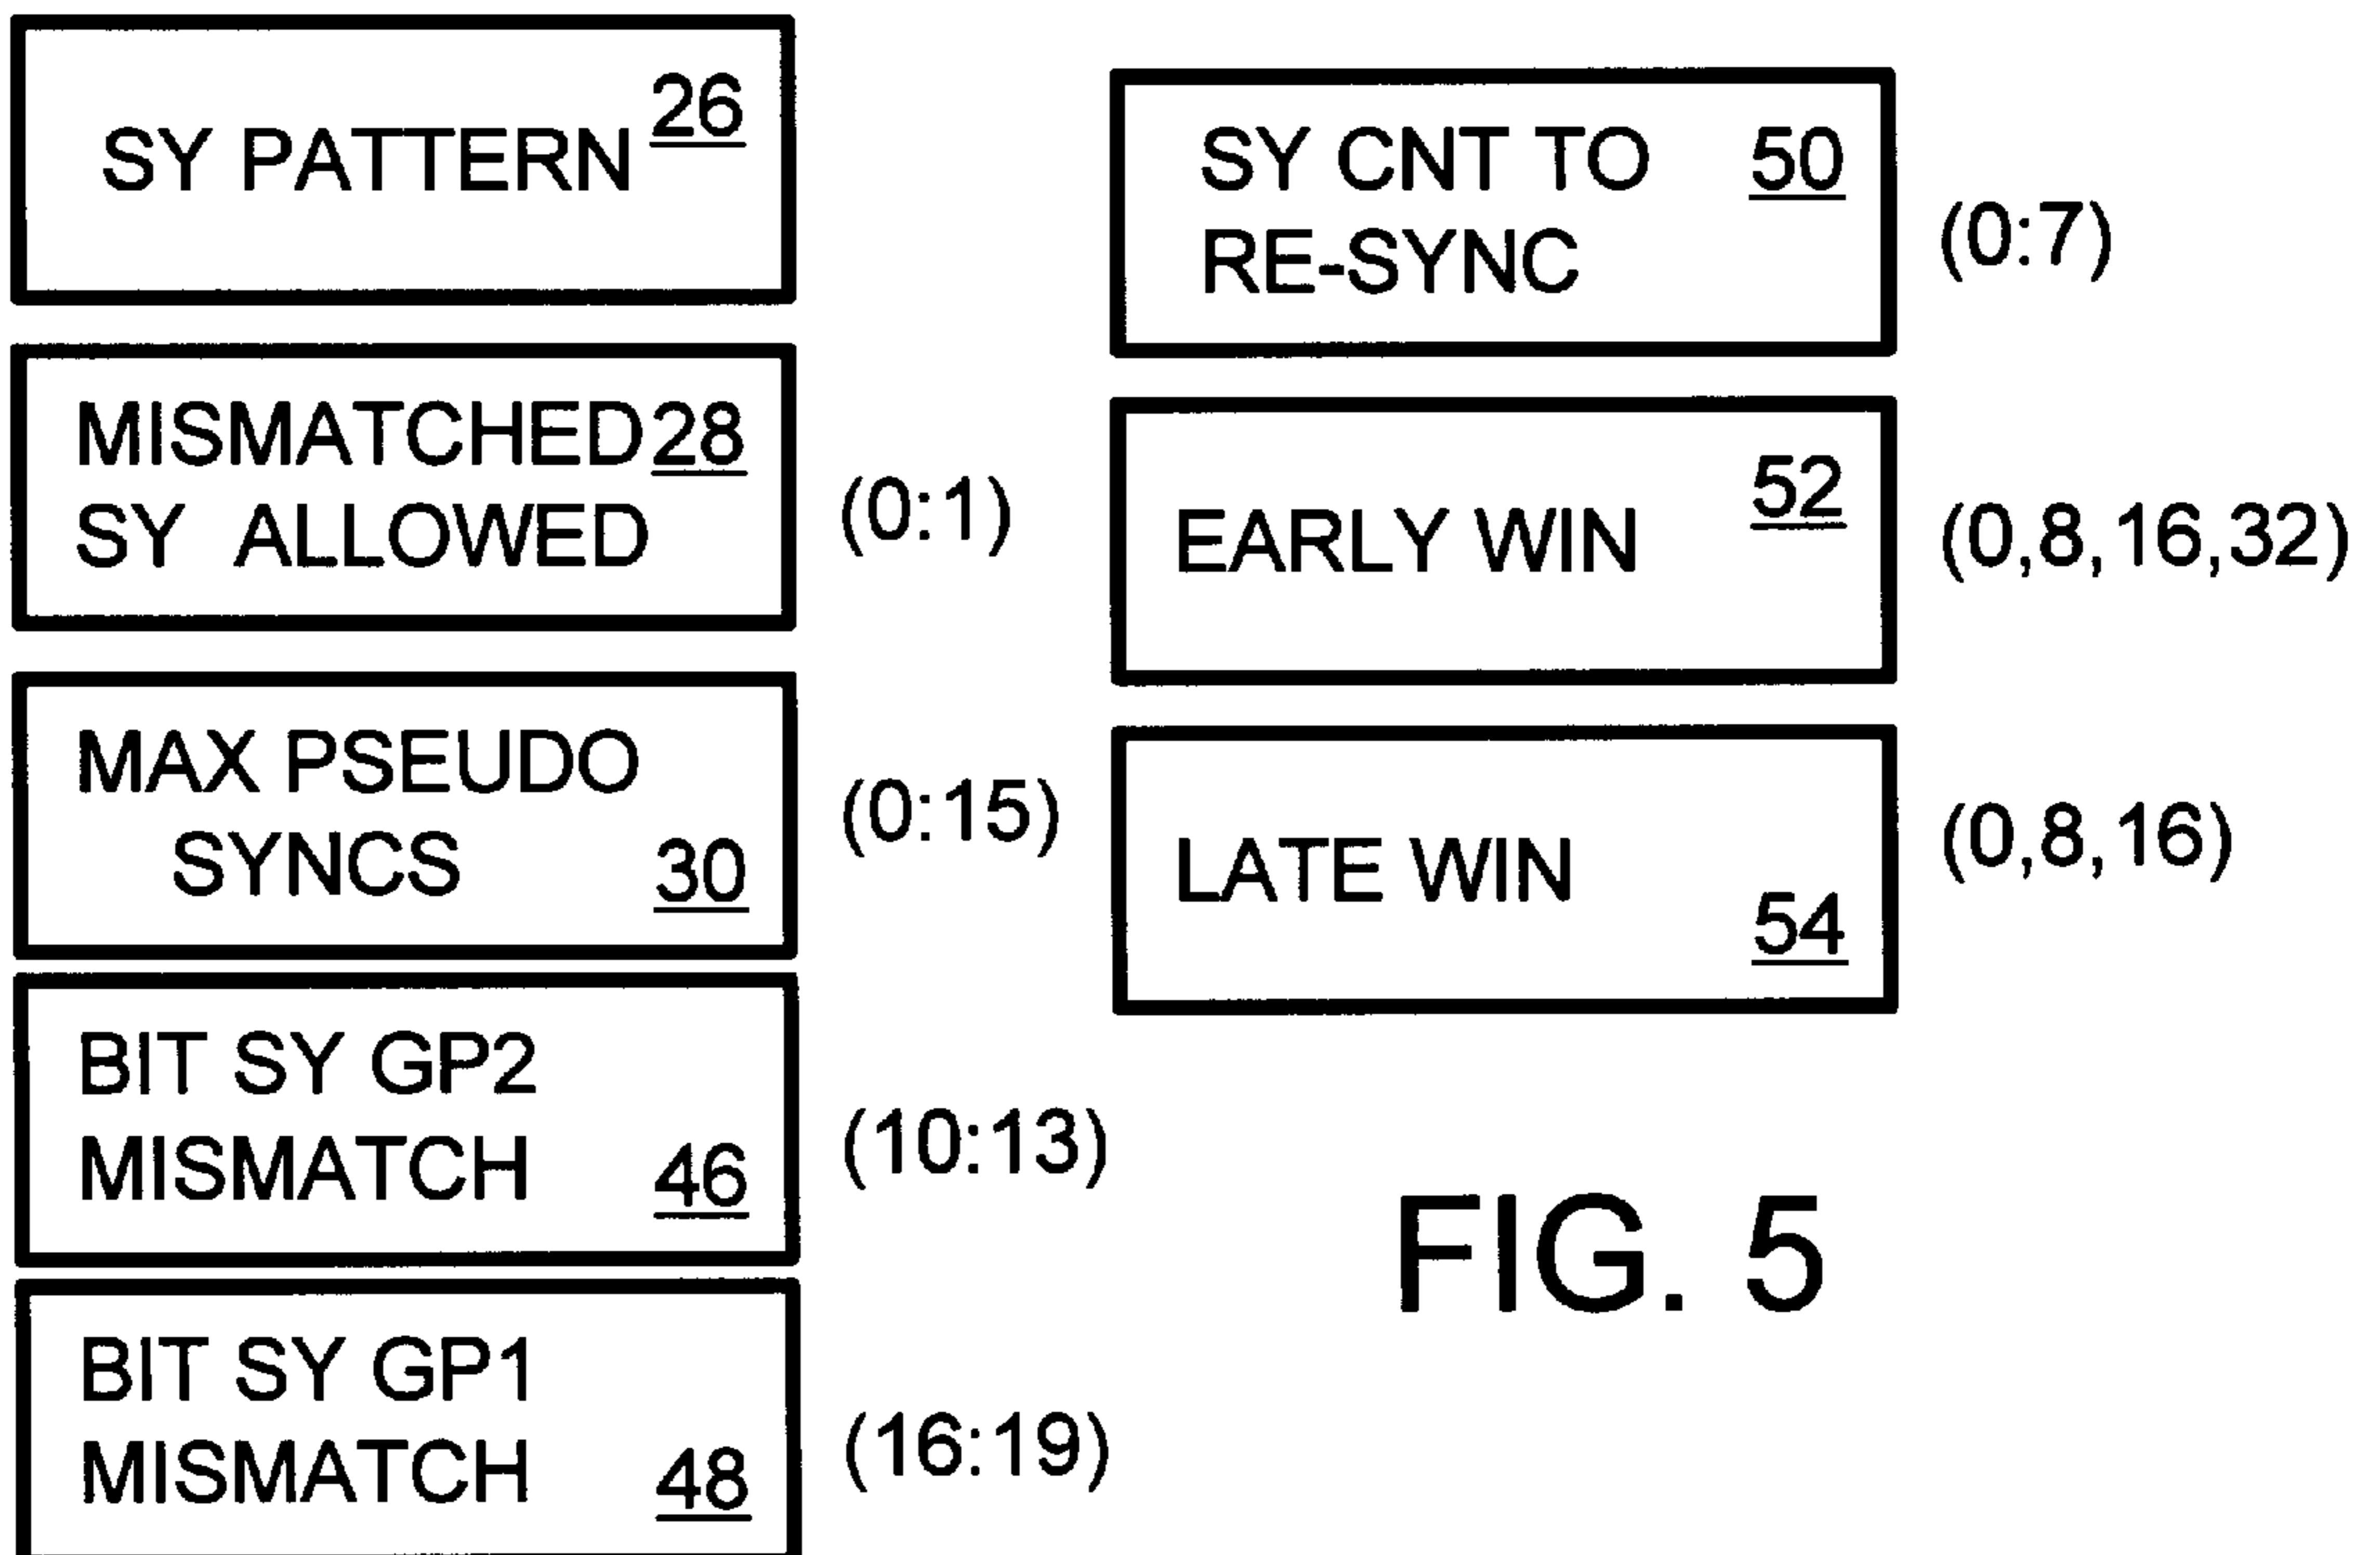 26
SY PATTERN
MISMATCHED 28
SY ALLOWED
(0:1)
MAX PSEUDO
SYNCS 30
(0:15)
BIT SY GP2
MISMATCH 46
(10:13)
BIT SY GP1
MISMATCH 48
(16:19)
SY CNT TO 50
RE-SYNC
(0:7)
52
EARLY WIN
(0,8,16,32)
LATE WIN
54
(0,8,16)
FIG. 5